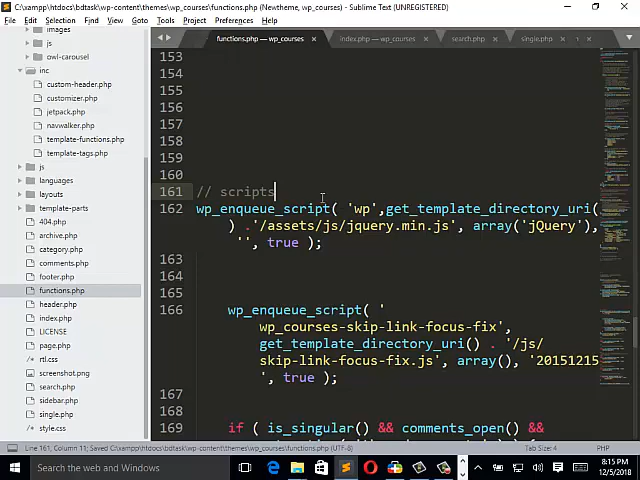 C:\xampp\htdocs\bdtask\wp-content\themes\wp_courses\functions.php (Newtheme, wp_courses) - Sublime Text (UNREGISTERED)
File Edit Selection Find View Goto Tools Project Preferences Help
functions.php — wp_courses
index.php — wp_courses
search.php
single.php
images
js
owl-carousel
inc
custom-header.php
customizer.php
jetpack.php
navwalker.php
template-functions.php
template-tags.php
js
languages
layouts
template-parts
404.php
archive.php
category.php
comments.php
footer.php
functions.php
header.php
index.php
LICENSE
page.php
rtl.css
screenshot.png
search.php
sidebar.php
single.php
style.css
153
154
155
156
157
158
159
160
161 // scripts
162 wp_enqueue_script( 'wp',get_template_directory_uri(
) .'/assets/js/jquery.min.js', array('jQuery'),
'', true );
163
164
165
166 wp_enqueue_script( '
wp_courses-skip-link-focus-fix',
get_template_directory_uri() . '/js/
skip-link-focus-fix.js', array(), '20151215
', true );
167
168
169 if ( is_singular() && comments_open() &&
Line 161, Column 11; Saved C:\xampp\htdocs\bdtask\wp-content\themes\wp_courses\functions.php (UTF-8)
Tab Size: 4
PHP
Search the web and Windows
8:15 PM
12/5/2018